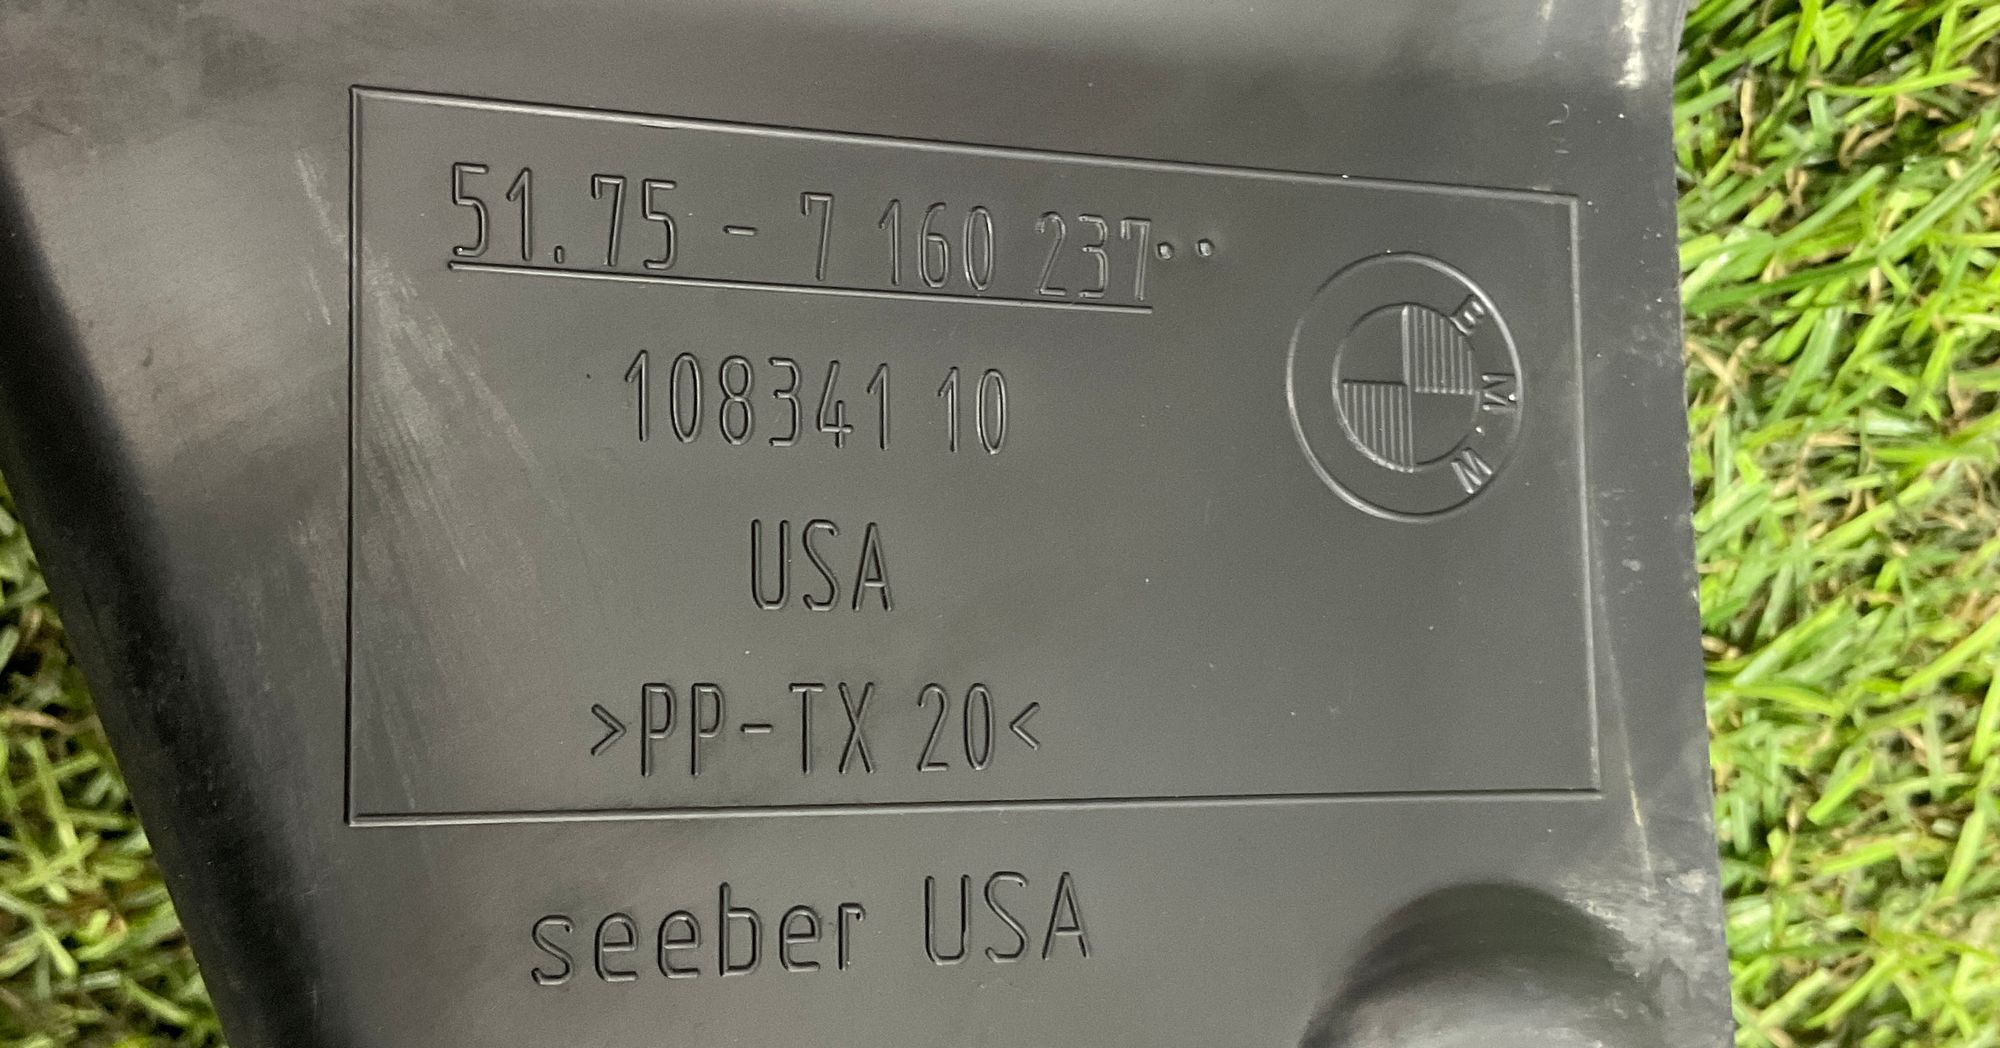 51.75 - 7 160 237··
108341 10
USA
>PP-TX 20<
seeber USA
B M W